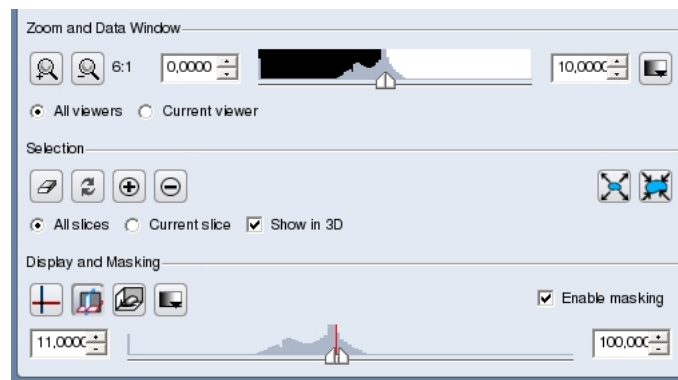 Zoom and Data Window
6:1 0,0000 10,000
All viewers Current viewer
Selection
All slices Current slice Show in 3D
Display and Masking
Enable masking
11,000 100,00